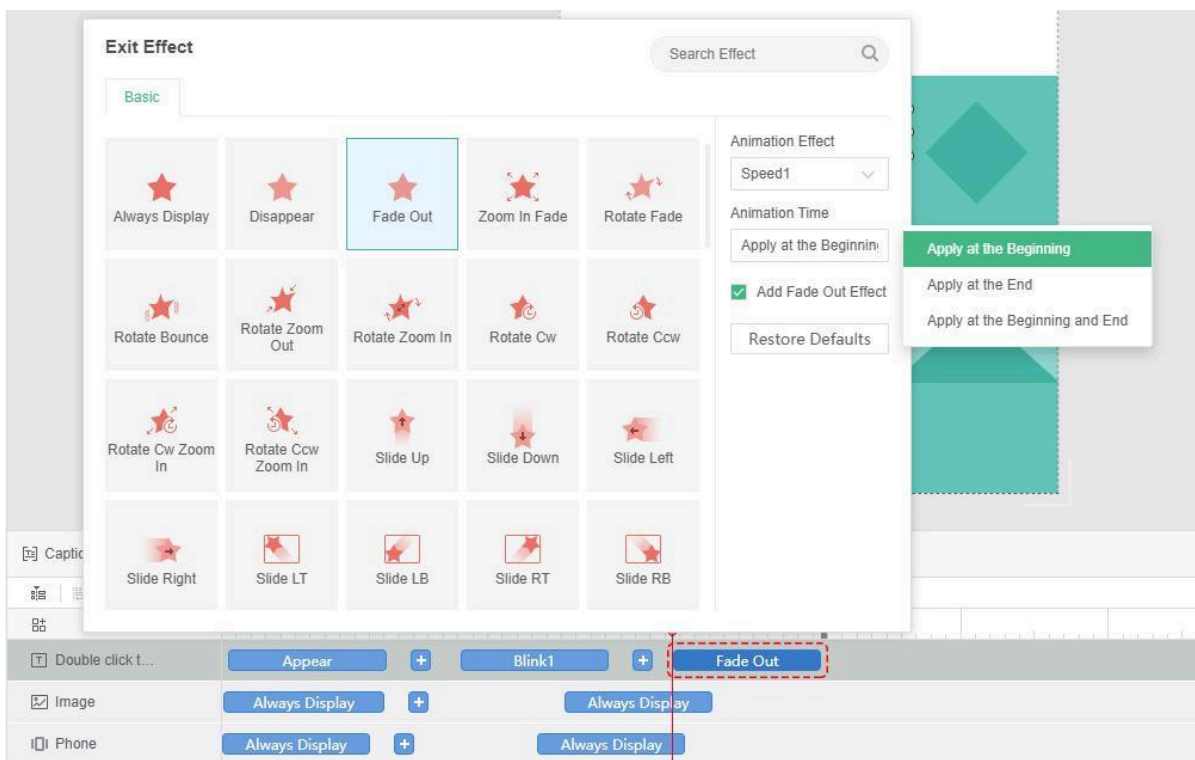 Exit Effect
Search Effect
Basic
Always Display
Disappear
Fade Out
Zoom In Fade
Rotate Fade
Rotate Bounce
Rotate Zoom
Out
Rotate Zoom In
Rotate Cw
Rotate Ccw
Rotate Cw Zoom
In
Rotate Ccw
Zoom In
Slide Up
Slide Down
Slide Left
Slide Right
Slide LT
Slide LB
Slide RT
Slide RB
Animation Effect
Speed1
Animation Time
Apply at the Beginnin
Add Fade Out Effect
Restore Defaults
Apply at the Beginning
Apply at the End
Apply at the Beginning and End
Captio
Double click t...
Appear
+
Blink1
+
Fade Out
Image
Always Display
+
Always Display
Phone
Always Display
+
Always Display